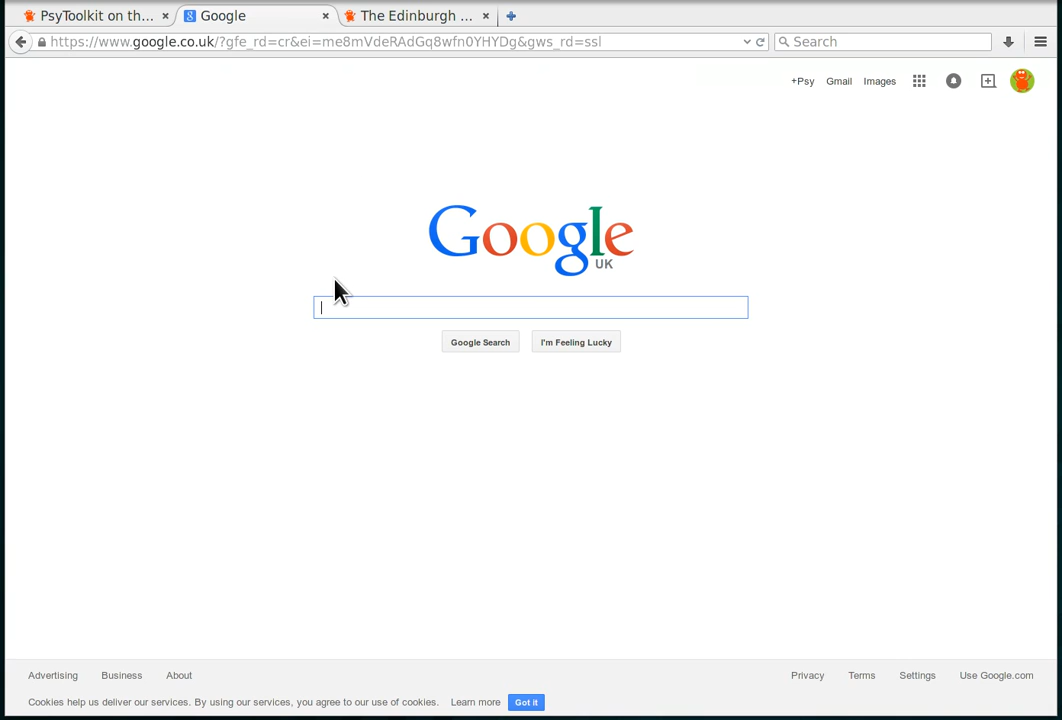 PsyToolkit on th...
Google
The Edinburgh ...
https://www.google.co.uk/?gfe_rd=cr&ei=me8mVdeRAdGq8wfn0YHYDg&gws_rd=ssl
Search
+Psy Gmail Images
Google
UK
Google Search I'm Feeling Lucky
Advertising Business About Privacy Terms Settings Use Google.com
Cookies help us deliver our services. By using our services, you agree to our use of cookies. Learn more Got it